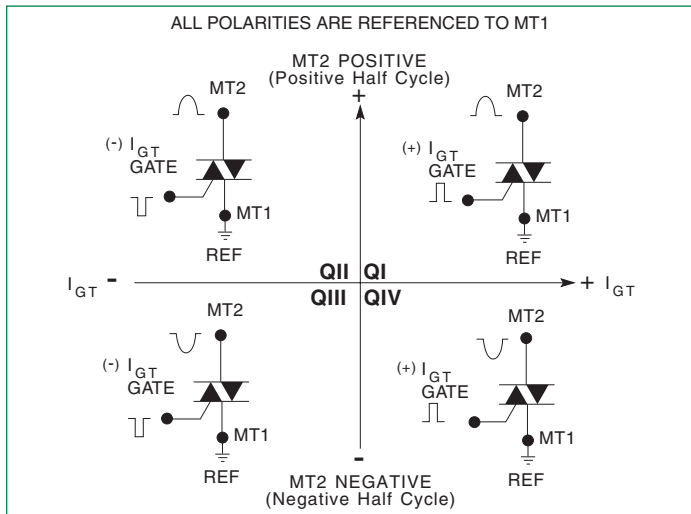 ALL POLARITIES ARE REFERENCED TO MT1
MT2 POSITIVE
(Positive Half Cycle)
+
MT2
(-) IGT
GATE
MT1
REF
MT2
(+) IGT
GATE
MT1
REF
IGT -
QII QI
QIII QIV
+ IGT
MT2
(-) IGT
GATE
MT1
REF
MT2
(+) IGT
GATE
MT1
REF
-
MT2 NEGATIVE
(Negative Half Cycle)